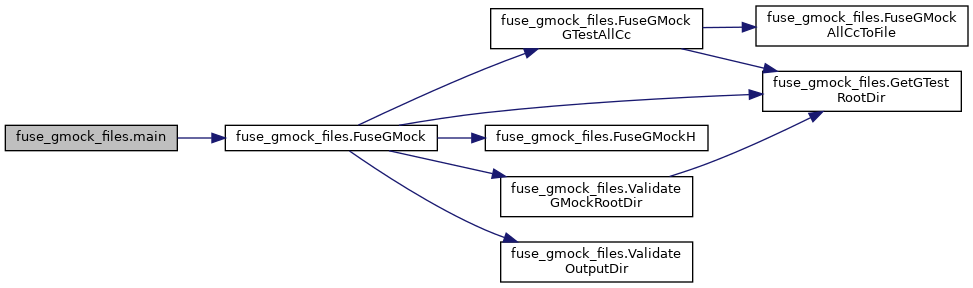 fuse_gmock_files.main
fuse_gmock_files.FuseGMock
fuse_gmock_files.FuseGMock
GTestAllCc
fuse_gmock_files.FuseGMock
AllCcToFile
fuse_gmock_files.GetGTest
RootDir
fuse_gmock_files.FuseGMockH
fuse_gmock_files.Validate
GMockRootDir
fuse_gmock_files.Validate
OutputDir